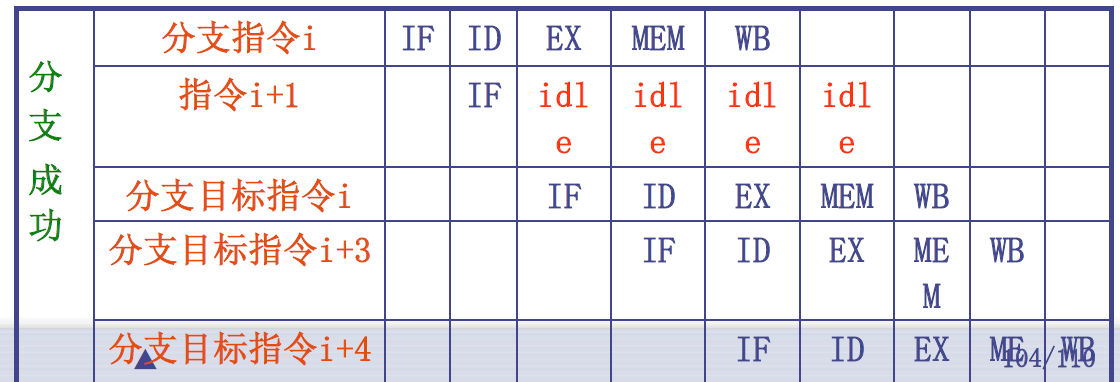 分支成功
分支指令i IF ID EX MEM WB
指令i+1 IF idle idle idle idle
分支目标指令i IF ID EX MEM WB
分支目标指令i+3 IF ID EX MEM WB
分支目标指令i+4 IF ID EX MEM WB
104/110